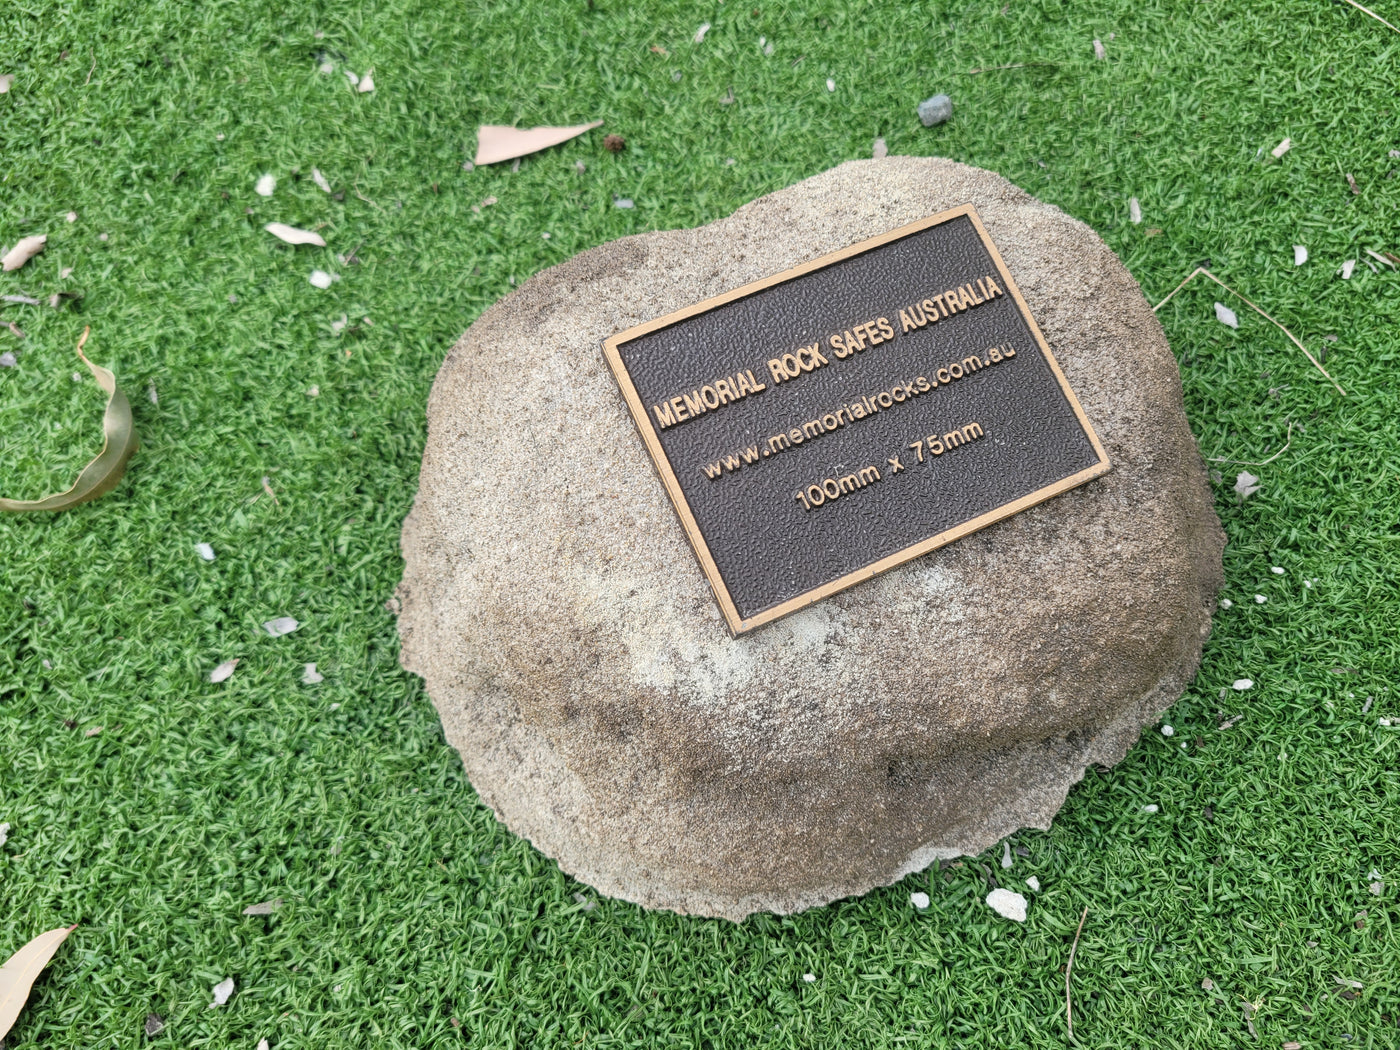 MEMORIAL ROCK SAFES AUSTRALIA
www.memorialrocks.com.au
100mm x 75mm